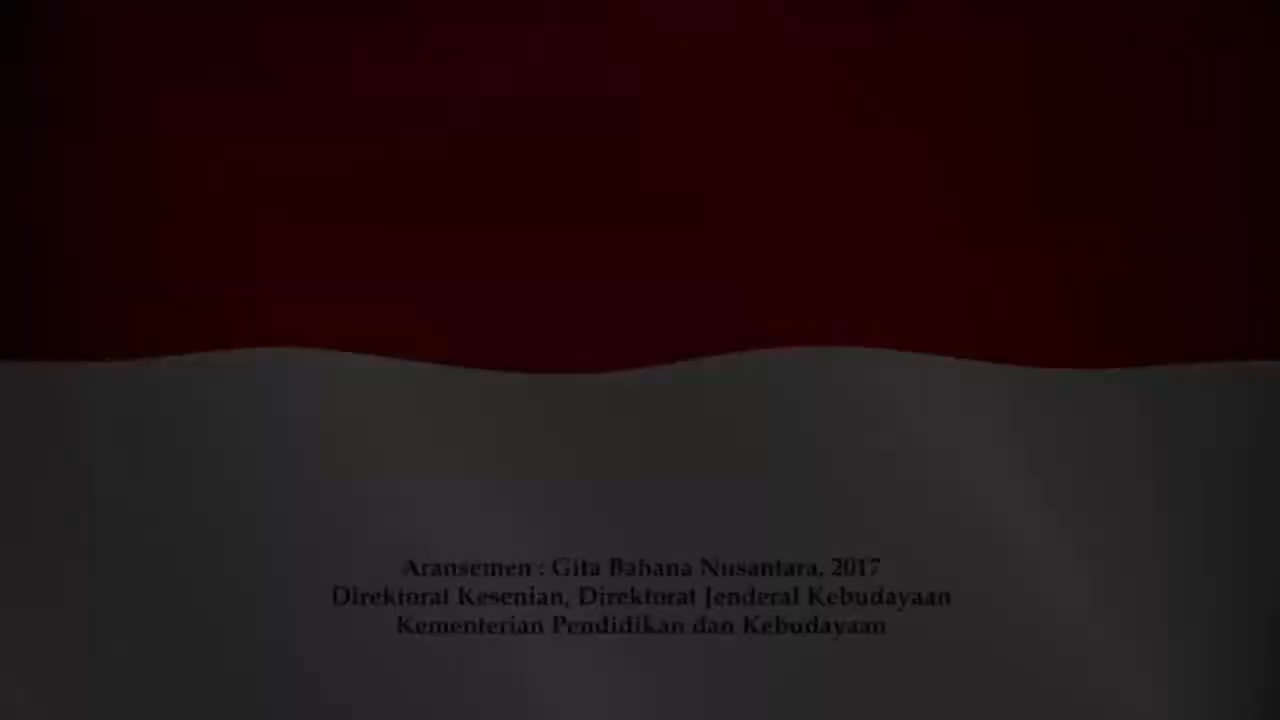 Aransemen : Gita Bahana Nusantara, 2017
Direktorat Kesenian, Direktorat Jenderal Kebudayaan
Kementerian Pendidikan dan Kebudayaan